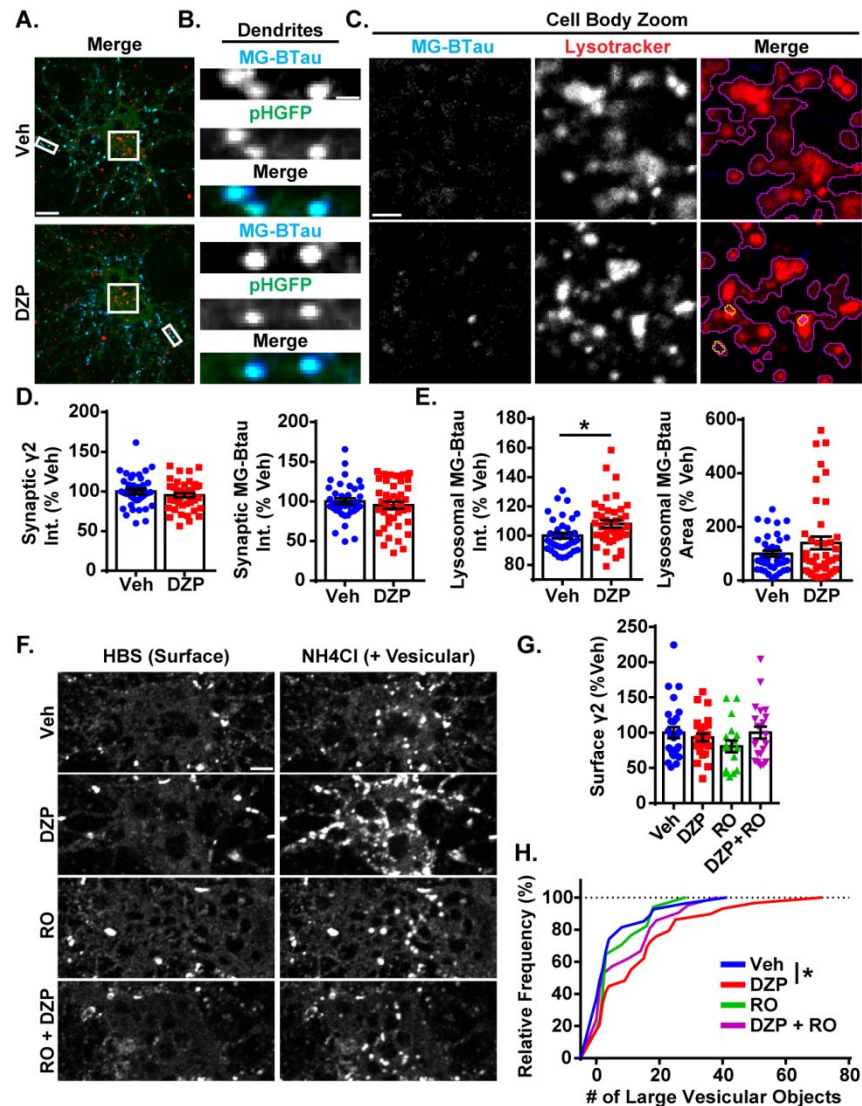 A.
Merge
Veh
DZP
B.
Dendrites
MG-BTau
pHGFP
Merge
MG-BTau
pHGFP
Merge
C.
Cell Body Zoom
MG-BTau
Lysotracker
Merge
D.
Synaptic γ2
Int. (% Veh)
200
150
100
50
0
Veh
DZP
Synaptic MG-Btau
Int. (% Veh)
200
150
100
50
0
Veh
DZP
E.
Lysosomal MG-Btau
Int. (% Veh)
180
160
140
120
100
80
*
Veh
DZP
Lysosomal MG-Btau
Area (% Veh)
600
400
200
0
Veh
DZP
F.
HBS (Surface)
NH4Cl (+ Vesicular)
Veh
DZP
RO
RO + DZP
G.
Surface γ2 (%Veh)
250
200
150
100
50
0
Veh
DZP
RO
DZP+RO
H.
Relative Frequency (%)
100
80
60
40
20
0
Veh
DZP
*
RO
DZP + RO
0
20
40
60
80
# of Large Vesicular Objects